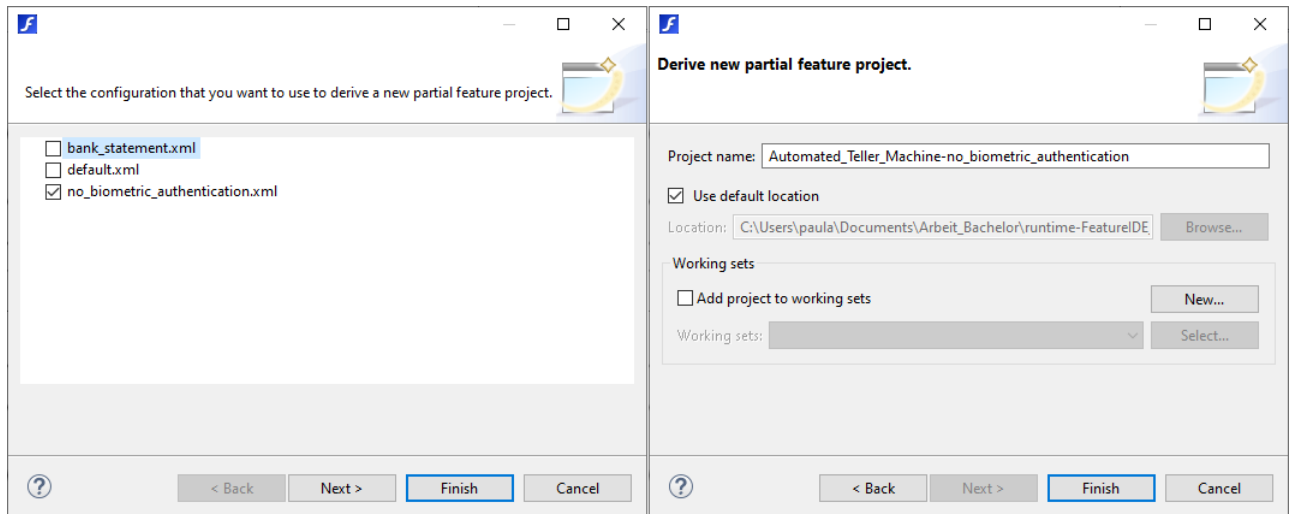 Select the configuration that you want to use to derive a new partial feature project.
bank_statement.xml
default.xml
no_biometric_authentication.xml
< Back
Next >
Finish
Cancel
Derive new partial feature project.
Project name: Automated_Teller_Machine-no_biometric_authentication
Use default location
Location: C:\Users\paula\Documents\Arbeit_Bachelor\runtime-FeatureIDE_ Browse...
Working sets
Add project to working sets New...
Working sets: Select...
< Back
Next >
Finish
Cancel